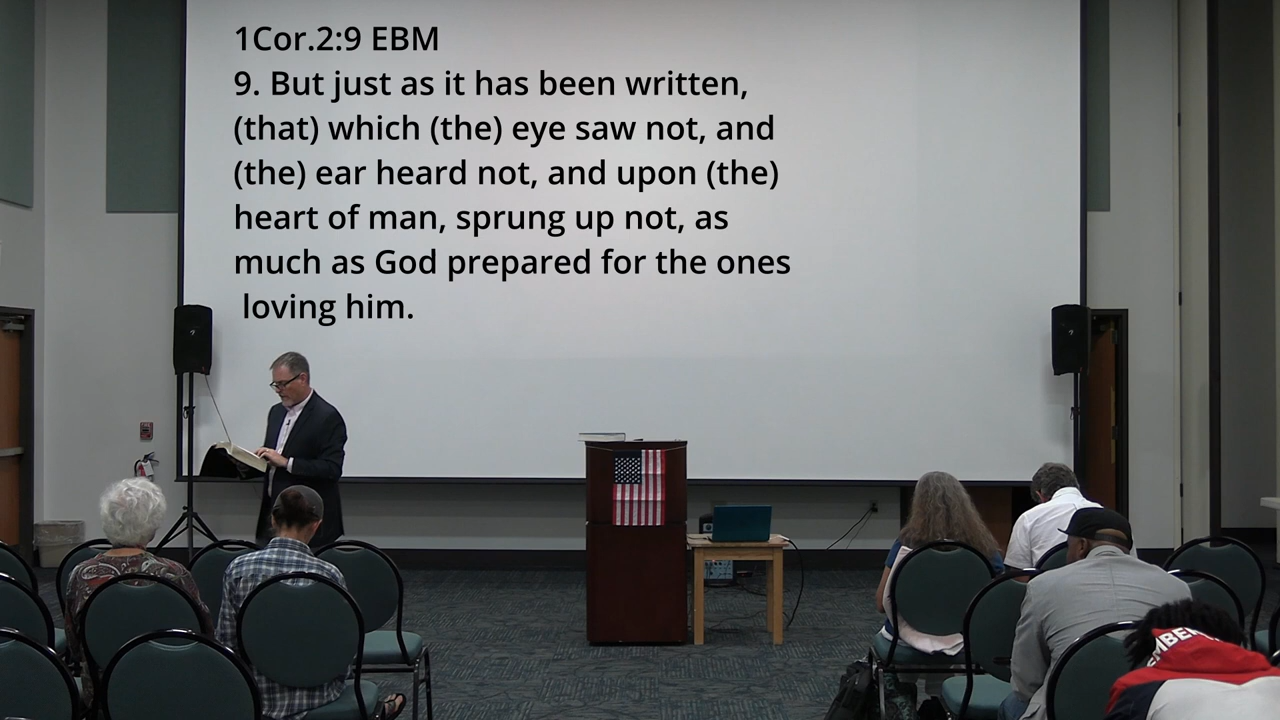 1Cor.2:9 EBM
9. But just as it has been written,
(that) which (the) eye saw not, and
(the) ear heard not, and upon (the)
heart of man, sprung up not, as
much as God prepared for the ones
loving him.
EMBER